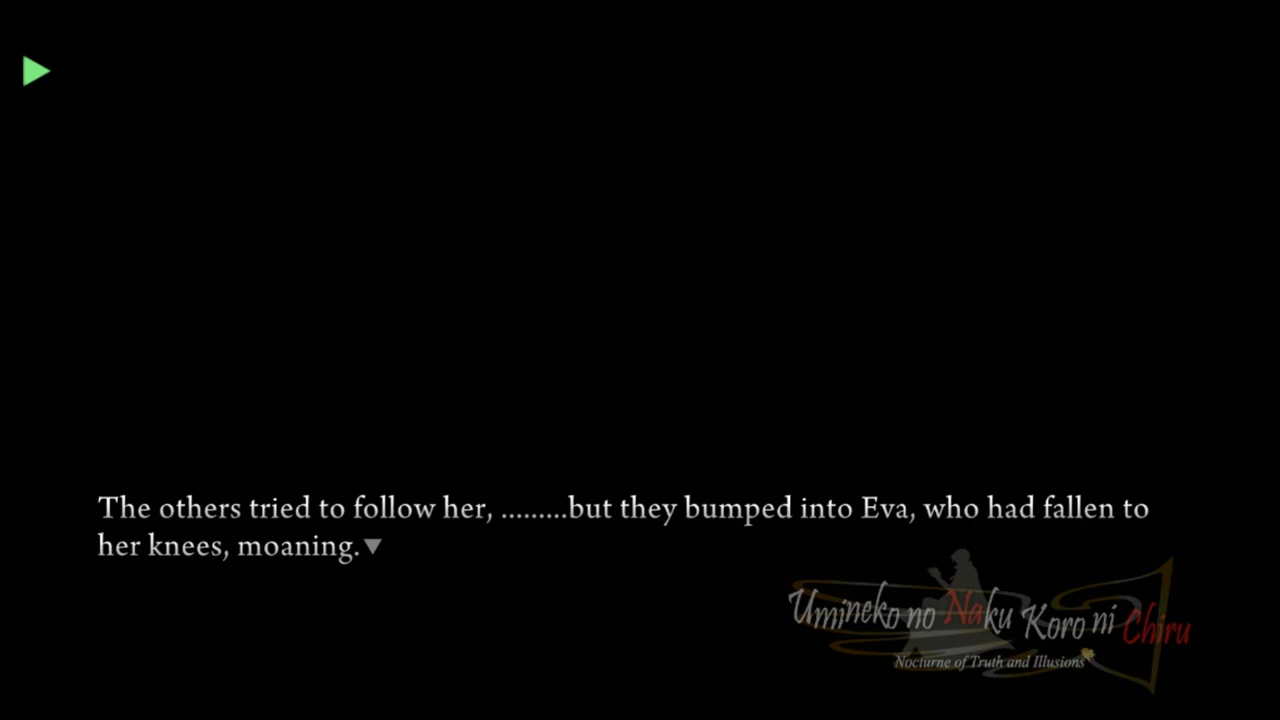 The others tried to follow her, .........but they bumped into Eva, who had fallen to
her knees, moaning.
Umineko no Naku Koro ni Chiru
Nocturne of Truth and Illusions